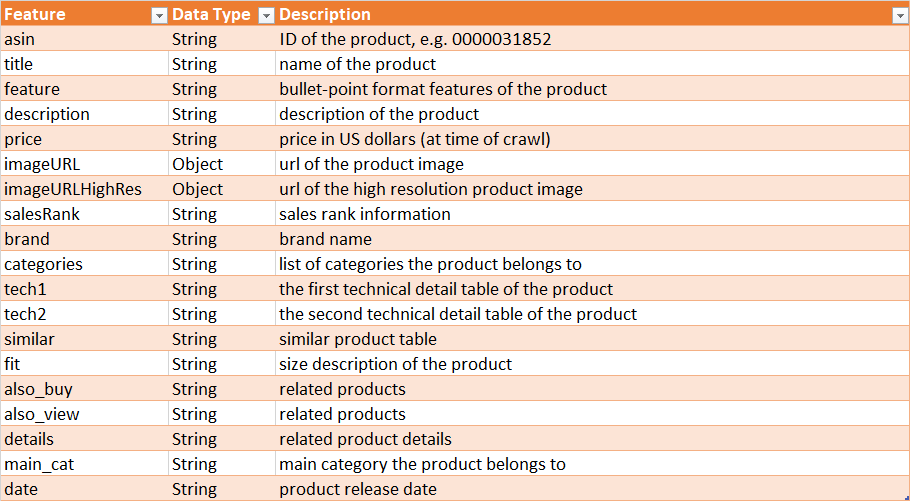 Feature Data Type Description
asin String ID of the product, e.g. 0000031852
title String name of the product
feature String bullet-point format features of the product
description String description of the product
price String price in US dollars (at time of crawl)
imageURL Object url of the product image
imageURLHighRes Object url of the high resolution product image
salesRank String sales rank information
brand String brand name
categories String list of categories the product belongs to
tech1 String the first technical detail table of the product
tech2 String the second technical detail table of the product
similar String similar product table
fit String size description of the product
also_buy String related products
also_view String related products
details String related product details
main_cat String main category the product belongs to
date String product release date